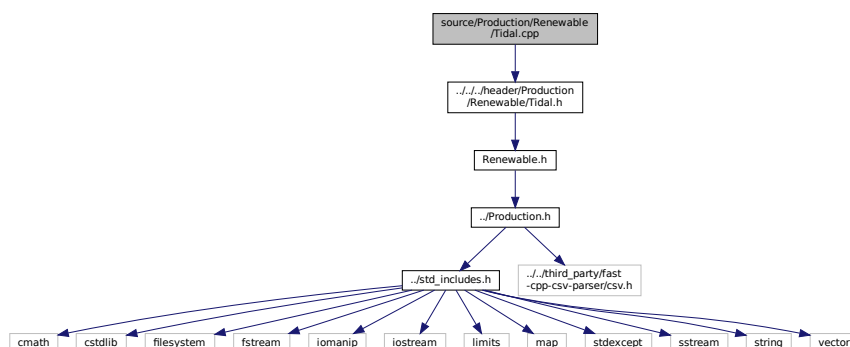 source/Production/Renewable
/Tidal.cpp
../../../header/Production
/Renewable/Tidal.h
Renewable.h
../Production.h
../std_includes.h
../../third_party/fast
-cpp-csv-parser/csv.h
cmath
cstdlib
filesystem
fstream
iomanip
iostream
limits
map
stdexcept
sstream
string
vector